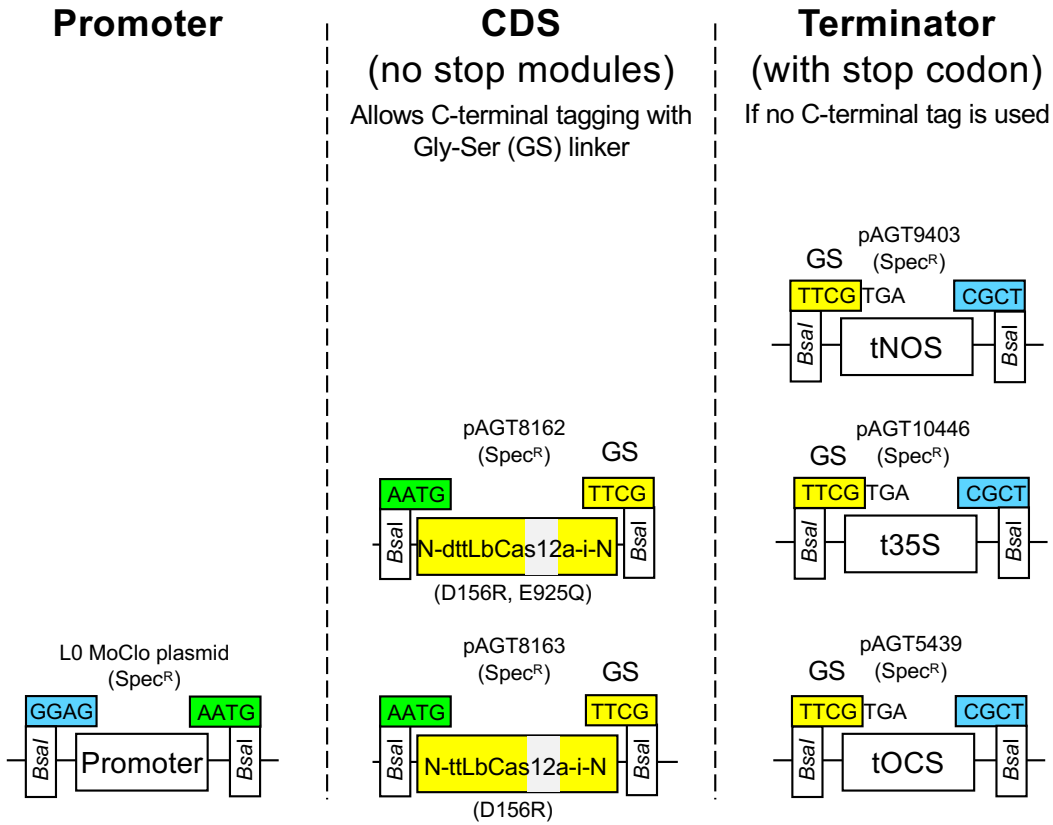 Promoter
L0 MoClo plasmid
(Specᴿ)
GGAG
AATG
BsaI
Promoter
BsaI
CDS
(no stop modules)
Allows C-terminal tagging with
Gly-Ser (GS) linker
pAGT8162
(Specᴿ)
GS
AATG
TTCG
BsaI
N-dttLbCas12a-i-N
BsaI
(D156R, E925Q)
pAGT8163
(Specᴿ)
GS
AATG
TTCG
BsaI
N-ttLbCas12a-i-N
BsaI
(D156R)
Terminator
(with stop codon)
If no C-terminal tag is used
pAGT9403
GS
(Specᴿ)
TTCG TGA
CGCT
BsaI
tNOS
BsaI
pAGT10446
GS
(Specᴿ)
TTCG TGA
CGCT
BsaI
t35S
BsaI
pAGT5439
GS
(Specᴿ)
TTCG TGA
CGCT
BsaI
tOCS
BsaI